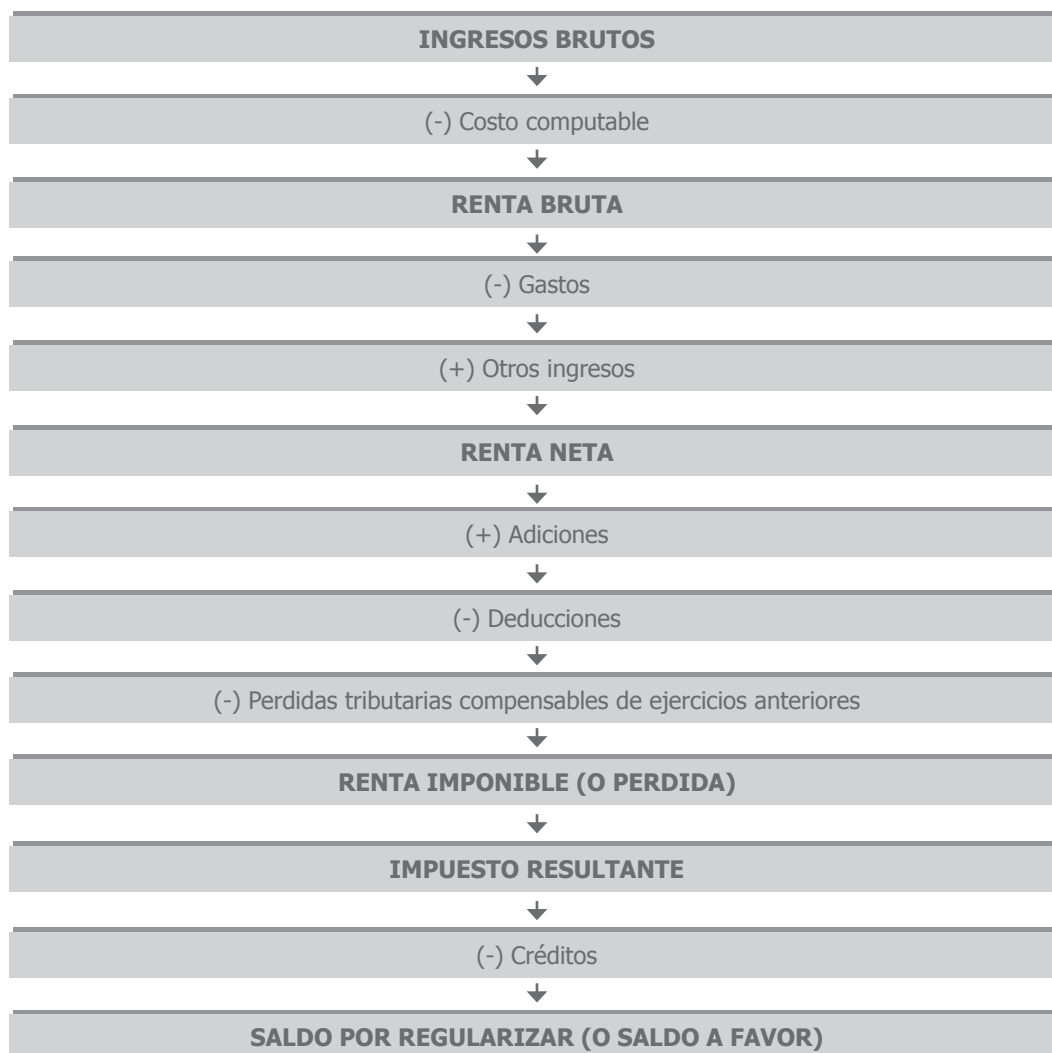 INGRESOS BRUTOS
(-) Costo computable
RENTA BRUTA
(-) Gastos
(+) Otros ingresos
RENTA NETA
(+) Adiciones
(-) Deducciones
(-) Perdidas tributarias compensables de ejercicios anteriores
RENTA IMPONIBLE (O PERDIDA)
IMPUESTO RESULTANTE
(-) Créditos
SALDO POR REGULARIZAR (O SALDO A FAVOR)